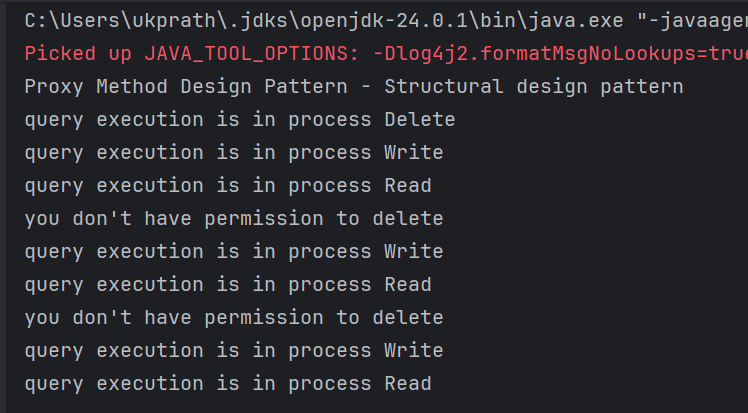 C:\Users\ukprath\.jdks\openjdk-24.0.1\bin\java.exe "-javaager
Picked up JAVA_TOOL_OPTIONS: -Dlog4j2.formatMsgNoLookups=true
Proxy Method Design Pattern - Structural design pattern
query execution is in process Delete
query execution is in process Write
query execution is in process Read
you don't have permission to delete
query execution is in process Write
query execution is in process Read
you don't have permission to delete
query execution is in process Write
query execution is in process Read